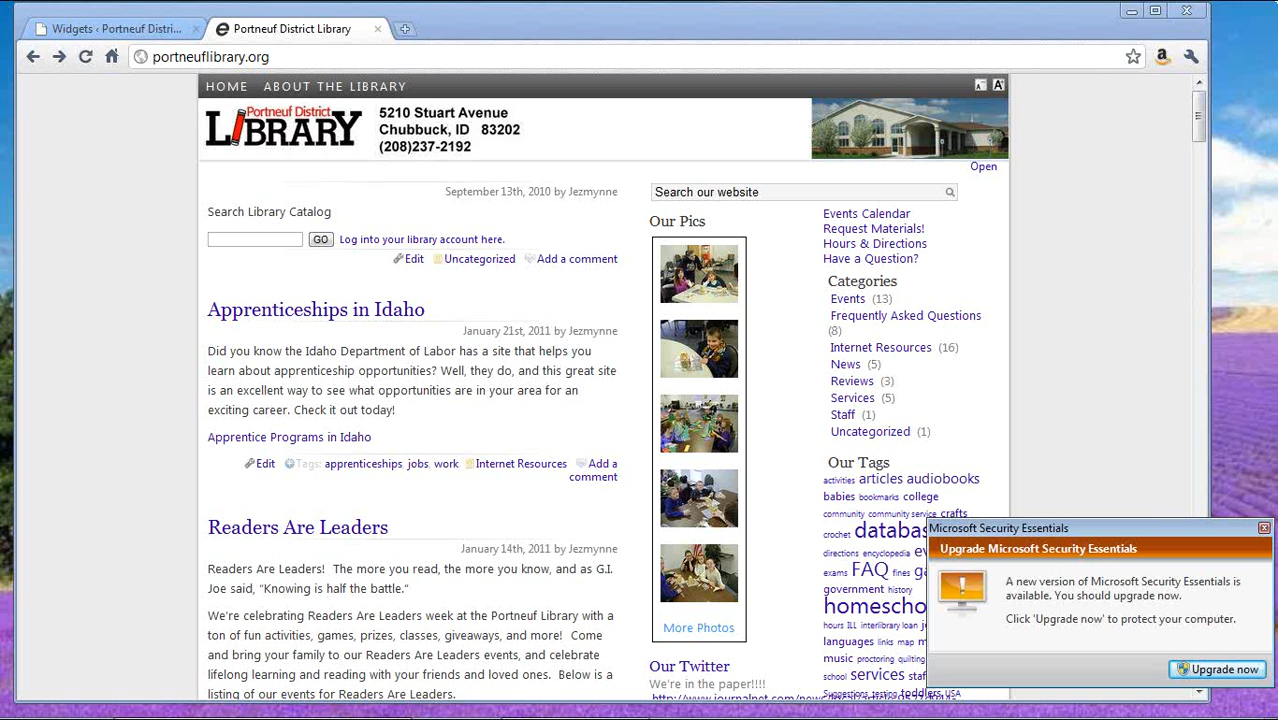 Widgets ‹ Portneuf Distri...
Portneuf District Library
portneuflibrary.org
HOME ABOUT THE LIBRARY
Portneuf District
LIBRARY
5210 Stuart Avenue
Chubbuck, ID 83202
(208)237-2192
Open
September 13th, 2010 by Jezmynne
Search Library Catalog
GO Log into your library account here.
Edit Uncategorized Add a comment
Apprenticeships in Idaho
January 21st, 2011 by Jezmynne
Did you know the Idaho Department of Labor has a site that helps you
learn about apprenticeship opportunities? Well, they do, and this great site
is an excellent way to see what opportunities are in your area for an
exciting career. Check it out today!
Apprentice Programs in Idaho
Edit Tags: apprenticeships, jobs, work Internet Resources Add a
comment
Readers Are Leaders
January 14th, 2011 by Jezmynne
Readers Are Leaders! The more you read, the more you know, and as G.I.
Joe said, "Knowing is half the battle."
We're celebrating Readers Are Leaders week at the Portneuf Library with a
ton of fun activities, games, prizes, classes, giveaways, and more! Come
and bring your family to our Readers Are Leaders events, and celebrate
lifelong learning and reading with your friends and loved ones. Below is a
listing of our events for Readers Are Leaders.
Search our website
Our Pics
More Photos
Our Twitter
We're in the paper!!!!
Events Calendar
Request Materials!
Hours & Directions
Have a Question?
Categories
Events (13)
Frequently Asked Questions
(8)
Internet Resources (16)
News (5)
Reviews (3)
Services (5)
Staff (1)
Uncategorized (1)
Our Tags
activities articles audiobooks
babies bookmarks college
community community service crafts
crochet databas
directions encyclopedia
exams FAQ fines
government history
homescho
hours ILL interlibrary loan
languages links map
music proctoring quilting
school services
toddlers USA
Microsoft Security Essentials
Upgrade Microsoft Security Essentials
A new version of Microsoft Security Essentials is
available. You should upgrade now.
Click 'Upgrade now' to protect your computer.
Upgrade now